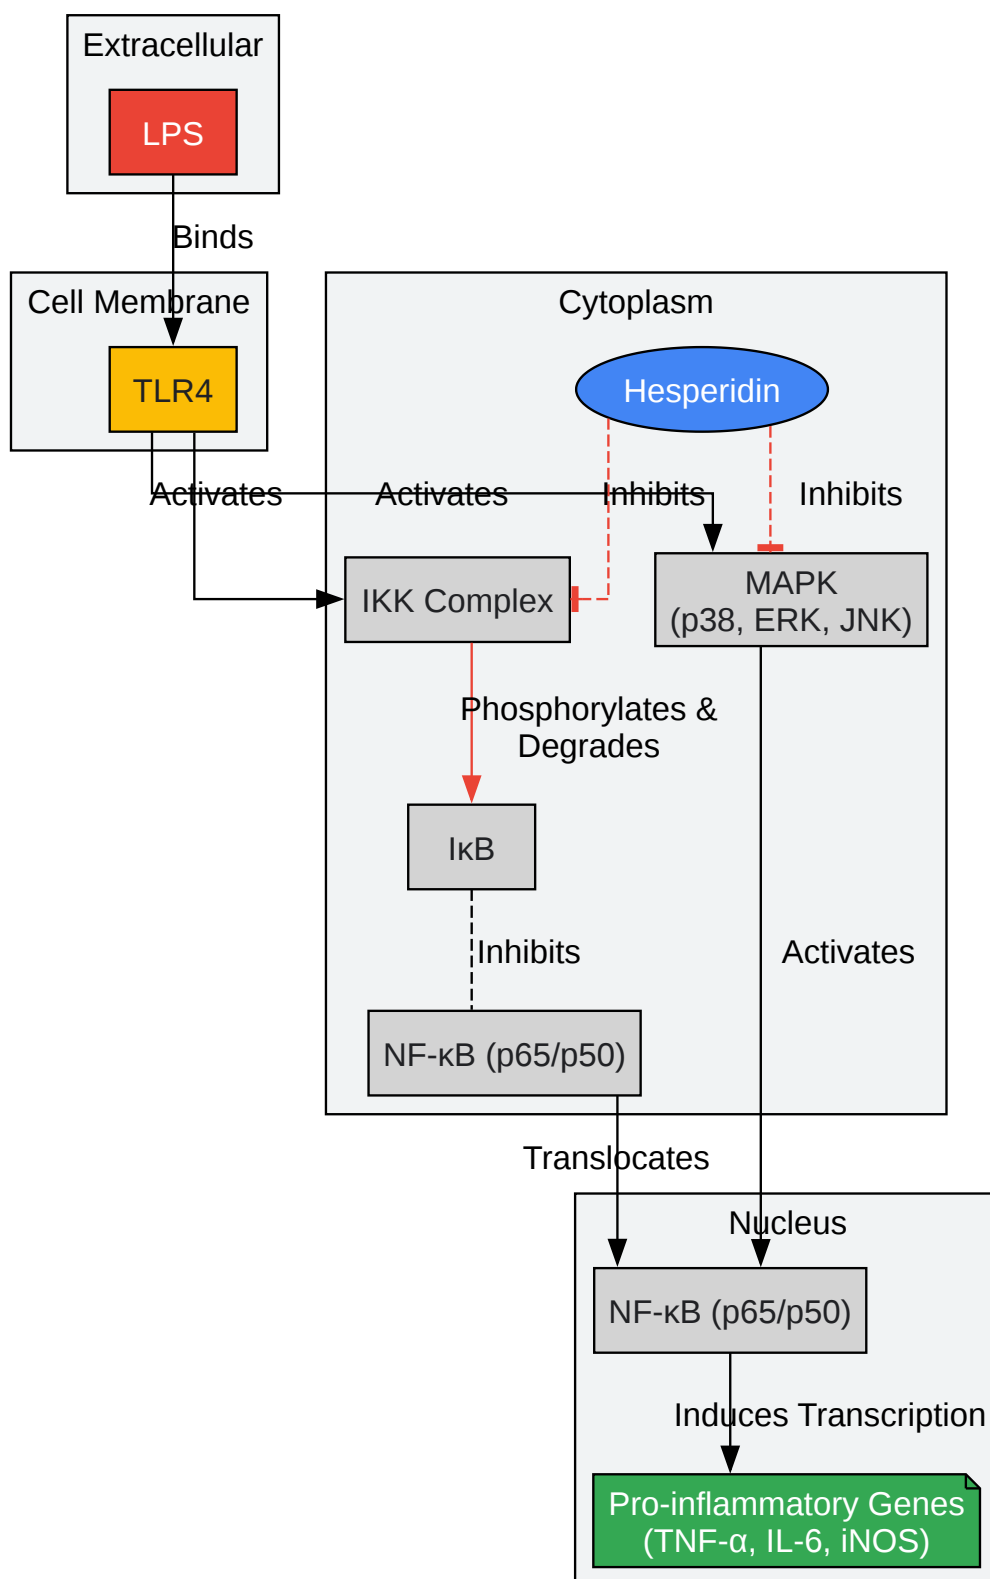 Extracellular
LPS
Binds
Cell Membrane
TLR4
Cytoplasm
Hesperidin
Activates
Activates
Inhibits
Inhibits
IKK Complex
MAPK
(p38, ERK, JNK)
Phosphorylates &
Degrades
IκB
Inhibits
Activates
NF-κB (p65/p50)
Translocates
Nucleus
NF-κB (p65/p50)
Induces Transcription
Pro-inflammatory Genes
(TNF-α, IL-6, iNOS)